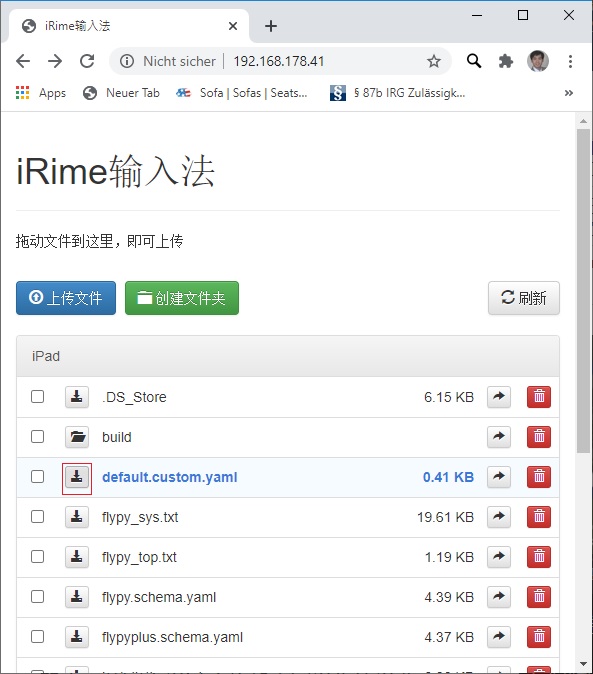 iRime输入法
Nicht sicher | 192.168.178.41
Apps Neuer Tab Sofa | Sofas | Seats... § 87b IRG Zulässigk... »
iRime输入法
拖动文件到这里，即可上传
上传文件 创建文件夹 刷新
iPad
.DS_Store 6.15 KB
build
default.custom.yaml 0.41 KB
flypy_sys.txt 19.61 KB
flypy_top.txt 1.19 KB
flypy.schema.yaml 4.39 KB
flypyplus.schema.yaml 4.37 KB